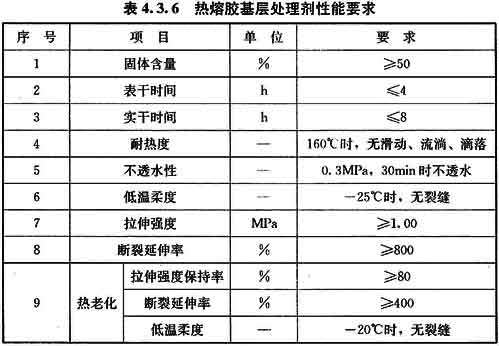 表4.3.6 热熔胶基层处理剂性能要求
序 号 项 目 单 位 要 求
1 固体含量 % ≥50
2 表干时间 h ≤4
3 实干时间 h ≤8
4 耐热度 — 160℃时，无滑动、流淌、滴落
5 不透水性 — 0.3MPa，30min时不透水
6 低温柔度 — －25℃时，无裂缝
7 拉伸强度 MPa ≥1.00
8 断裂延伸率 % ≥800
9 热老化 拉伸强度保持率 % ≥80
断裂延伸率 % ≥400
低温柔度 — －20℃时，无裂缝